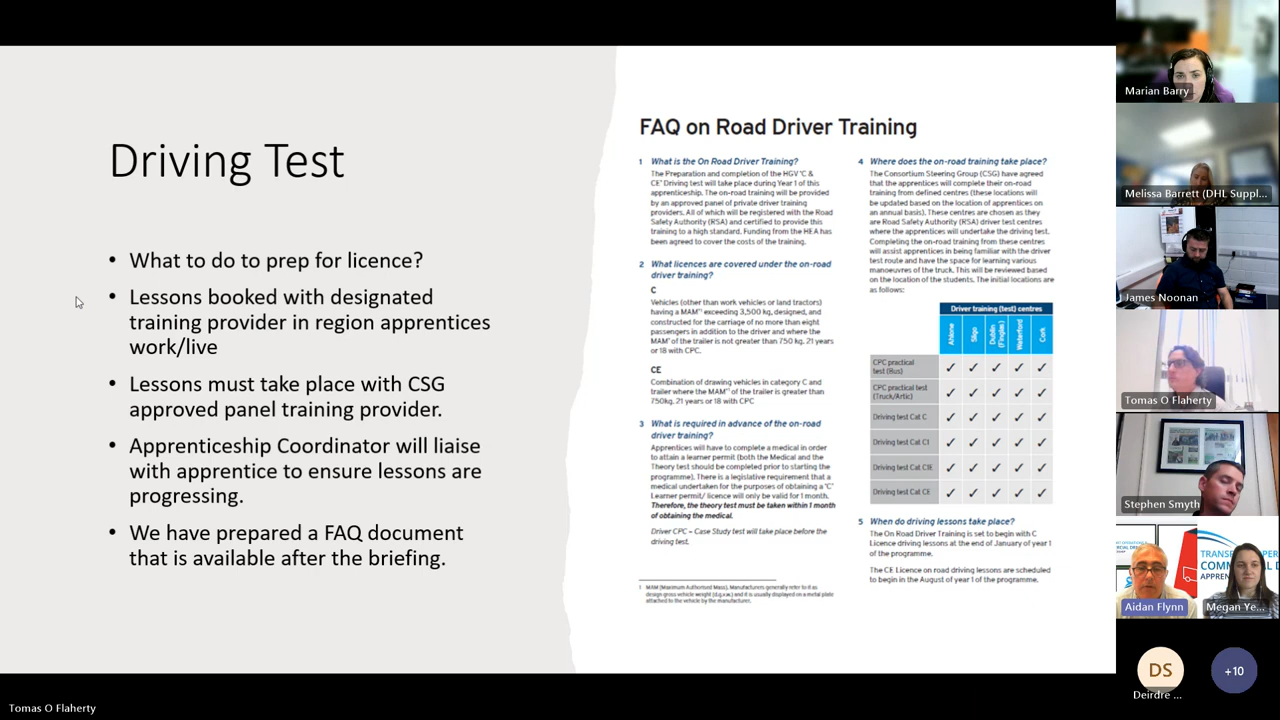 Driving Test
• What to do to prep for licence?
• Lessons booked with designated
training provider in region apprentices
work/live
• Lessons must take place with CSG
approved panel training provider.
Apprenticeship Coordinator will liaise
with apprentice to ensure lessons are
progressing.
• We have prepared a FAQ document
that is available after the briefing.
FAQ on Road Driver Training
1 What is the On Road Driver Training?
The Preparation and completion of the HGV 'C &
CE' Driving test will take place during Year 1 of this
apprenticeship. The on-road training will be provided
by an approved panel of private driver training
providers. All of which will be registered with the Road
Safety Authority (RSA) and certified to provide this
training to a high standard. Funding from the HEA has
been agreed to cover the costs of the training.
2 What licences are covered under the on-road
driver training?
C
Vehicles (other than work vehicles or land tractors)
having a MAM¹ exceeding 3,500 kg, designed, and
constructed for the carriage of no more than eight
passengers in addition to the driver and where the
MAM¹ of the trailer is not greater than 750 kg. 21 years
or 18 with CPC.
CE
Combination of drawing vehicles in category C and
trailer where the MAM¹ of the trailer is greater than
750kg. 21 years or 18 with CPC
3 What is required in advance of the on-road
driver training?
Apprentices will have to complete a medical in order
to attain a learner permit (both the Medical and the
Theory test should be completed prior to starting the
programme). There is a legislative requirement that a
medical undertaken for the purposes of obtaining a 'C'
Learner permit/ licence will only be valid for 1 month.
Therefore, the theory test must be taken within 1 month
of obtaining the medical.
Driver CPC – Case Study test will take place before the
driving test.
1 MAM (Maximum Authorised Mass). Manufacturers generally refer to it as
design gross vehicle weight (d.g.v.w.) and it is usually displayed on a metal plate
attached to the vehicle by the manufacturer.
4 Where does the on-road training take place?
The Consortium Steering Group (CSG) have agreed
that the apprentices will complete their on-road
training from defined centres (these locations will
be updated based on the location of apprentices on
an annual basis). These centres are chosen as they
are Road Safety Authority (RSA) driver test centres
where the apprentices will undertake the driving test.
Completing the on-road training from these centres
will assist apprentices in being familiar with the driver
test route and have the space for learning various
manoeuvres of the truck. This will be reviewed based
on the location of the students. The initial locations are
as follows:
Driver training (test) centres
Athlone Sligo Dublin (Finglas) Waterford Cork
CPC practical
test (Bus) ✓ ✓ ✓ ✓ ✓
CPC practical test
(Truck/Artic) ✓ ✓ ✓ ✓ ✓
Driving test Cat C ✓ ✓ ✓ ✓ ✓
Driving test Cat C1 ✓ ✓ ✓ ✓ ✓
Driving test Cat C1E ✓ ✓ ✓ ✓ ✓
Driving test Cat CE ✓ ✓ ✓ ✓ ✓
5 When do driving lessons take place?
The On Road Driver Training is set to begin with C
Licence driving lessons at the end of January of year 1
of the programme.
The CE Licence on road driving lessons are scheduled
to begin in the August of year 1 of the programme.
Marian Barry
Melissa Barrett (DHL Suppl...
James Noonan
Tomas O Flaherty
Stephen Smyth
Aidan Flynn
Megan Ye...
DS
Deirdre ...
+10
Tomas O Flaherty